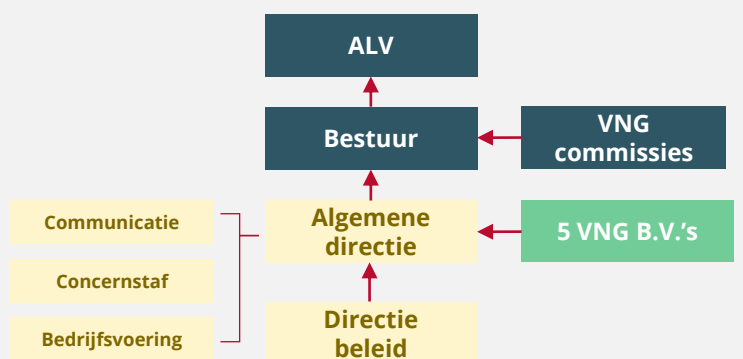 ALV
Bestuur
VNG
commissies
Communicatie
Algemene
directie
5 VNG B.V.'s
Concernstaf
Directie
beleid
Bedrijfsvoering